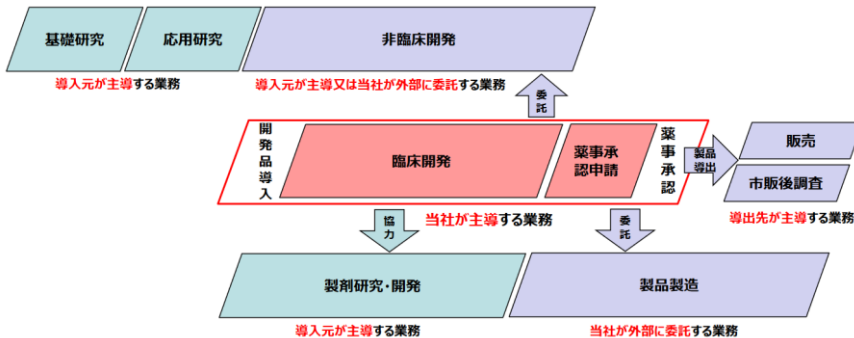 基礎研究
応用研究
非臨床開発
導入元が主導する業務
導入元が主導又は当社が外部に委託する業務
委託
開発品導入
臨床開発
薬事承
認申請
薬事承認
製品
導出
販売
市販後調査
導出先が主導する業務
協力
当社が主導する業務
委託
製剤研究・開発
製品製造
導入元が主導する業務
当社が外部に委託する業務